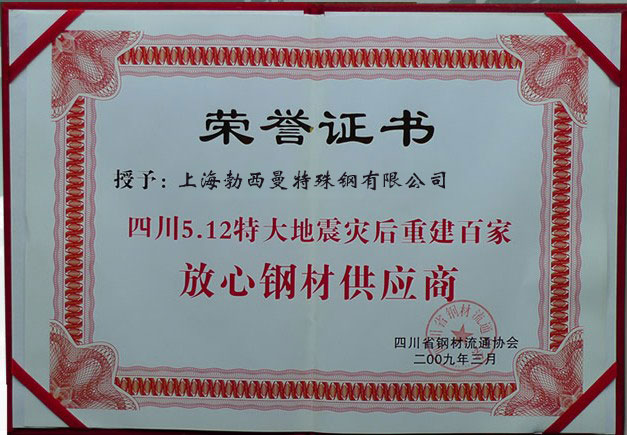 荣誉证书
授予：上海勃西曼特殊钢有限公司
四川5.12特大地震灾后重建百家
放心钢材供应商
四川省钢材流通协会
二00九年三月